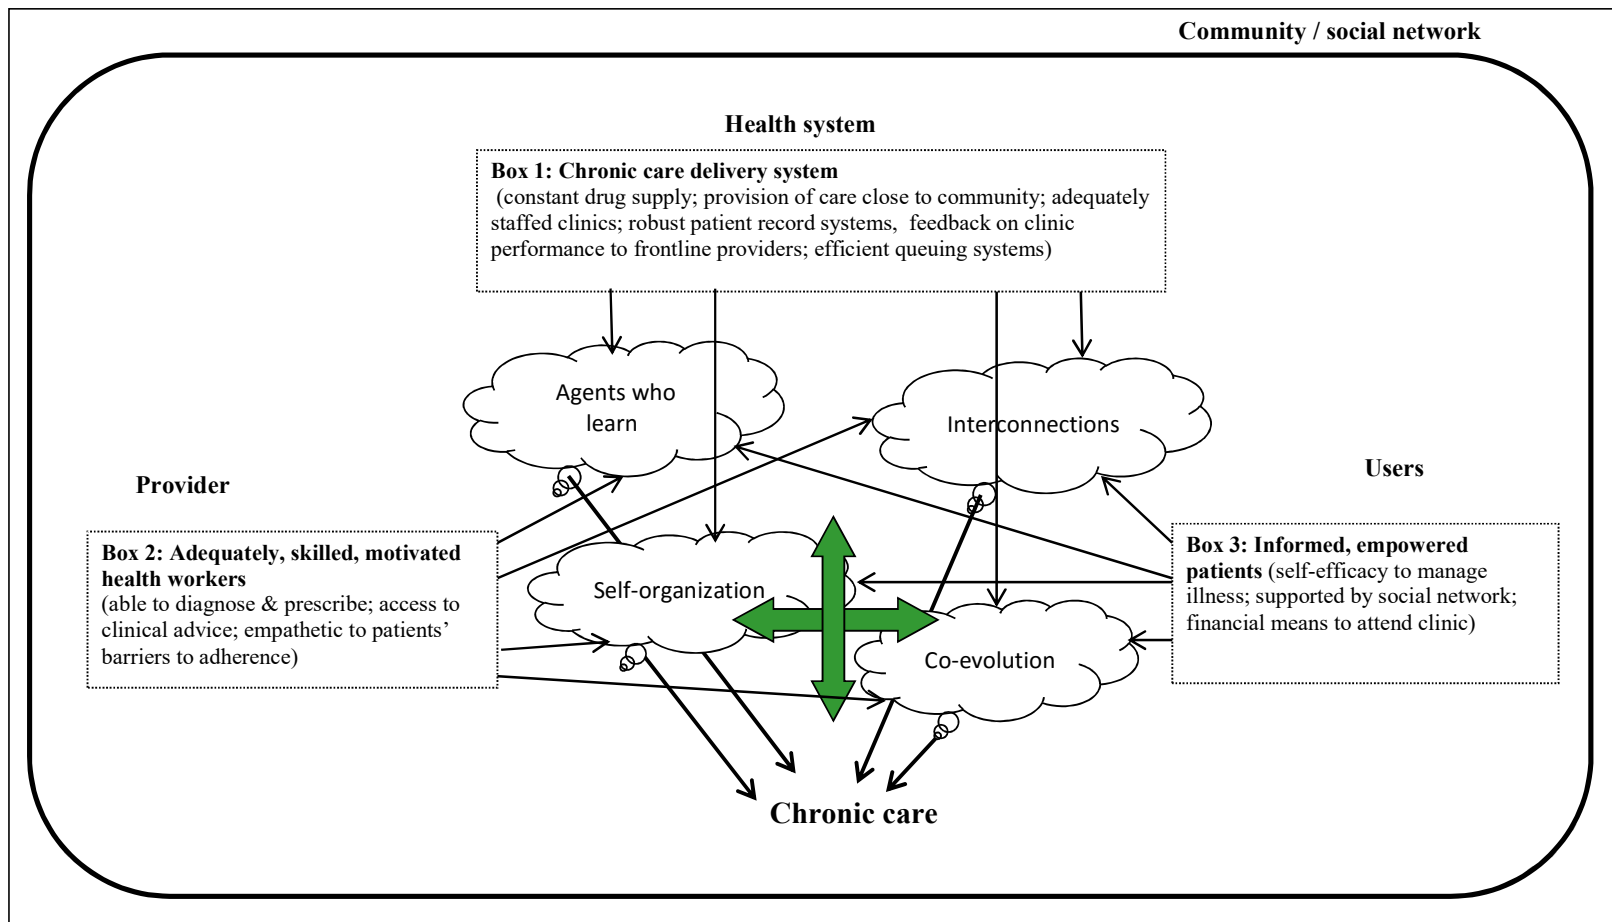 Community / social network
Health system
Box 1: Chronic care delivery system
(constant drug supply; provision of care close to community; adequately
staffed clinics; robust patient record systems,  feedback on clinic
performance to frontline providers; efficient queuing systems)
Agents who
learn
Interconnections
Provider
Users
Box 2: Adequately, skilled, motivated
health workers
(able to diagnose & prescribe; access to
clinical advice; empathetic to patients’
barriers to adherence)
Self-organization
Box 3: Informed, empowered
patients (self-efficacy to manage
illness; supported by social network;
financial means to attend clinic)
Co-evolution
Chronic care